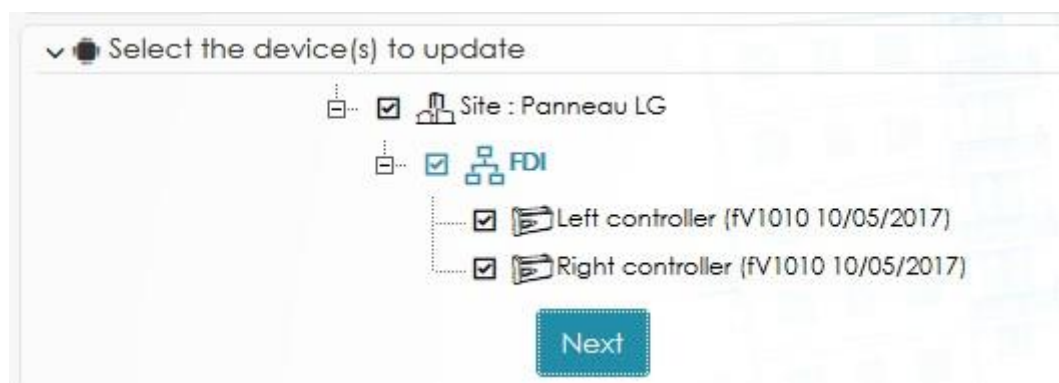 Select the device(s) to update
Site : Panneau LG
FDI
Left controller (fV1010 10/05/2017)
Right controller (fV1010 10/05/2017)
Next